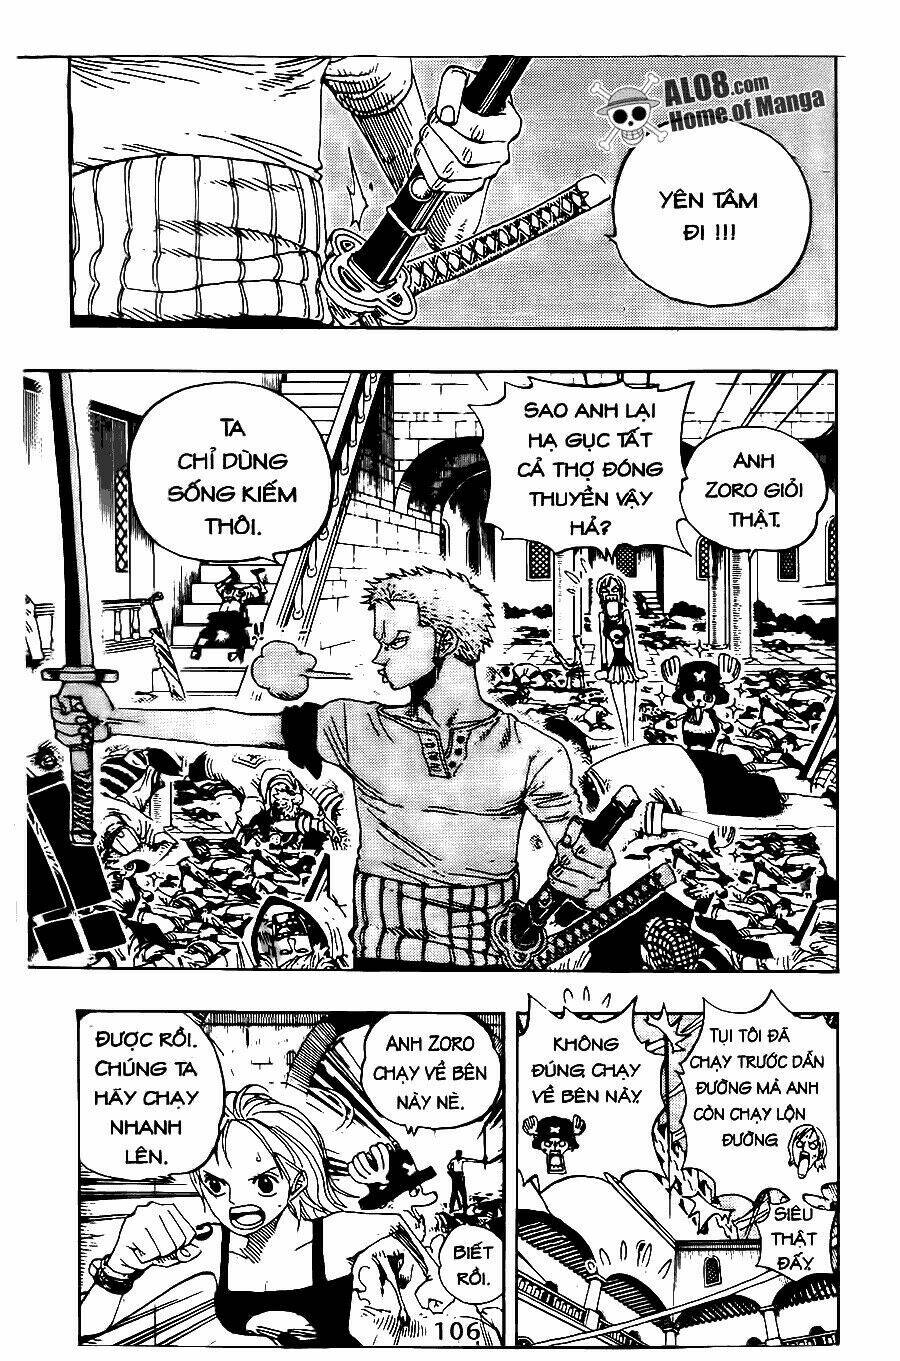 AL08.com
Home of Manga
YÊN TÂM
ĐI !!!
TA
CHỈ DÙNG
SỐNG KIẾM
THÔI.
SAO ANH LẠI
HẠ GỤC TẤT
CẢ THỢ ĐÓNG
THUYỀN VẬY
HẢ?
ANH
ZORO GIỎI
THẬT.
ĐƯỢC RỒI.
CHÚNG TA
HÃY CHẠY
NHANH
LÊN.
ANH ZORO
CHẠY VỀ BÊN
NÀY NÈ.
BIẾT
RỒI.
KHÔNG
ĐÚNG CHẠY
VỀ BÊN NÀY.
TỤI TÔI ĐÃ
CHẠY TRƯỚC DẪN
ĐƯỜNG MÀ ANH
CÒN CHẠY LỘN
ĐƯỜNG
SIÊU
THẬT
ĐẤY.
106